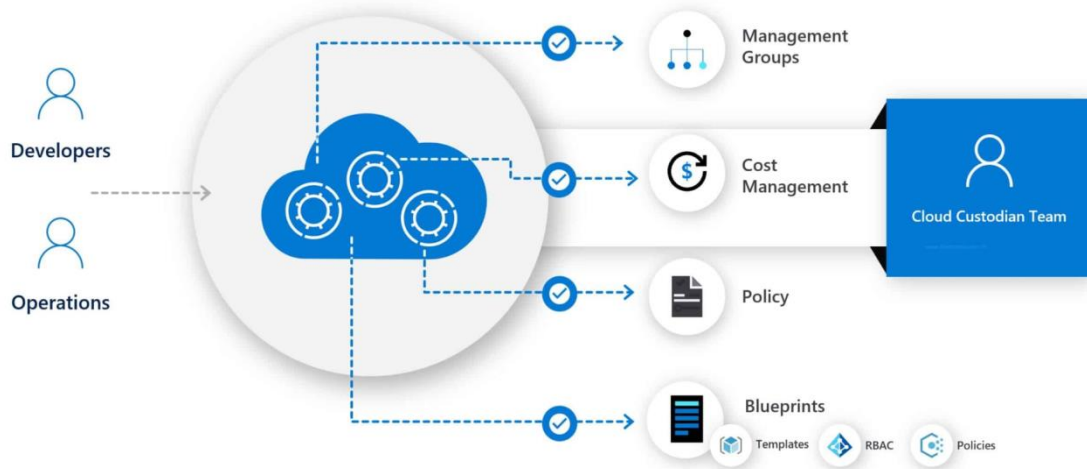 Management
Groups
Developers
Cost
Management
Cloud Custodian Team
Operations
Policy
Blueprints
Templates
RBAC
Policies